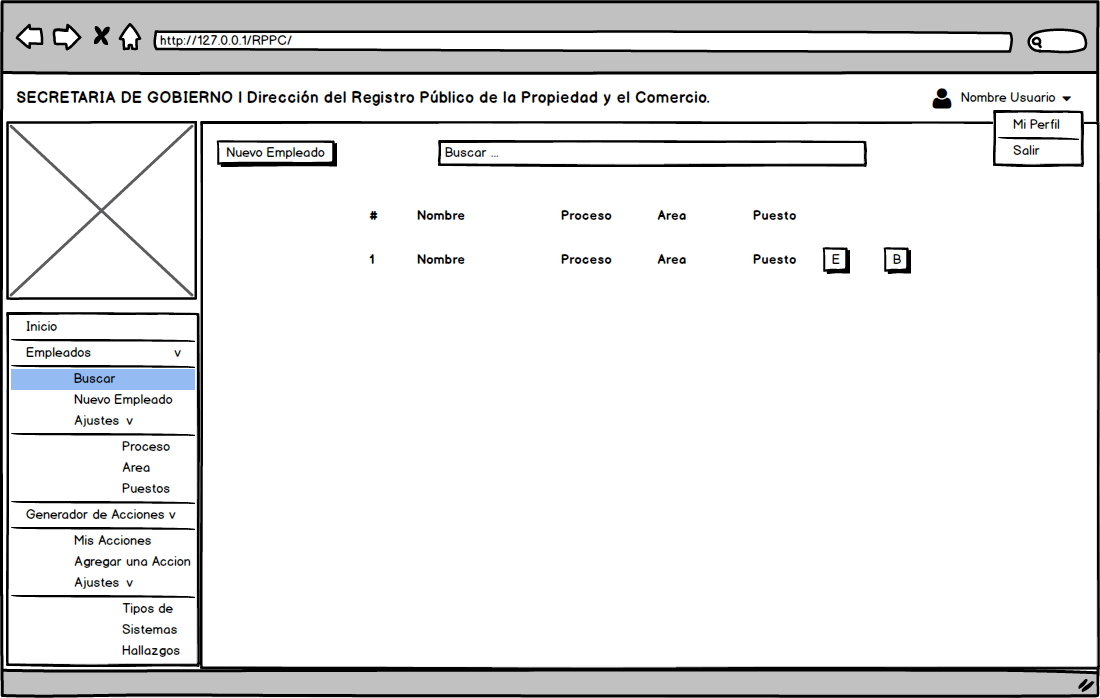 http://127.0.0.1/RPPC/
SECRETARIA DE GOBIERNO | Dirección del Registro Público de la Propiedad y el Comercio.
Nombre Usuario
Mi Perfil
Salir
Nuevo Empleado
Buscar ...
# Nombre Proceso Area Puesto
1 Nombre Proceso Area Puesto E B
Inicio
Empleados v
Buscar
Nuevo Empleado
Ajustes v
Proceso
Area
Puestos
Generador de Acciones v
Mis Acciones
Agregar una Accion
Ajustes v
Tipos de
Sistemas
Hallazgos